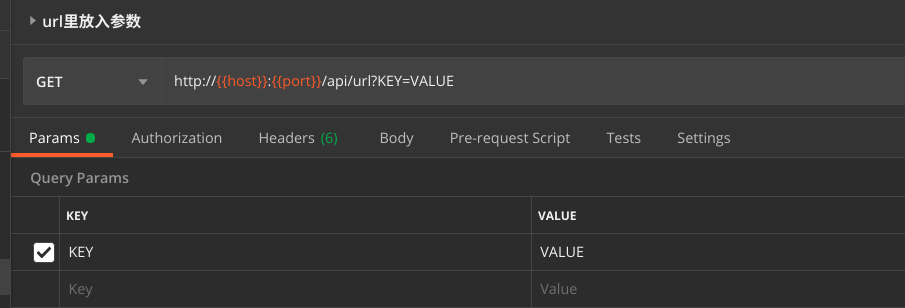 url里放入参数
GET http://{{host}}:{{port}}/api/url?KEY=VALUE
Params Authorization Headers (6) Body Pre-request Script Tests Settings
Query Params
KEY VALUE
KEY VALUE
Key Value